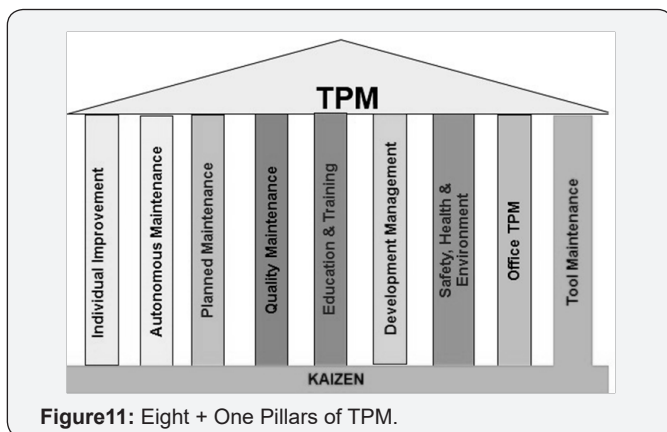 TPM
Individual Improvement
Autonomous Maintenance
Planned Maintenance
Quality Maintenance
Education & Training
Development Management
Safety, Health &
Environment
Office TPM
Tool Maintenance
KAIZEN
Figure11: Eight + One Pillars of TPM.